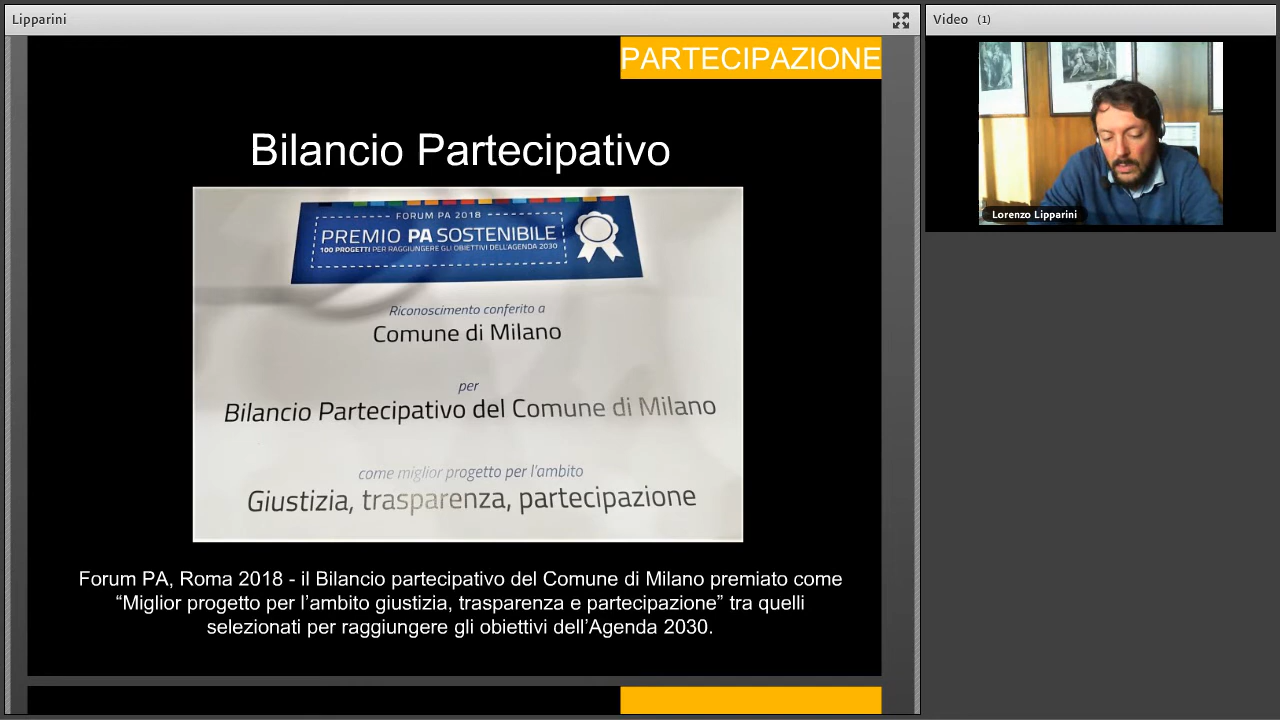 Lipparini
Video (1)
PARTECIPAZIONE
Bilancio Partecipativo
FORUM PA 2018
PREMIO PA SOSTENIBILE
100 PROGETTI PER RAGGIUNGERE GLI OBIETTIVI DELL'AGENDA 2030
Riconoscimento conferito a
Comune di Milano
per
Bilancio Partecipativo del Comune di Milano
come miglior progetto per l'ambito
Giustizia, trasparenza, partecipazione
Forum PA, Roma 2018 - il Bilancio partecipativo del Comune di Milano premiato come
“Miglior progetto per l’ambito giustizia, trasparenza e partecipazione” tra quelli
selezionati per raggiungere gli obiettivi dell’Agenda 2030.
Lorenzo Lipparini